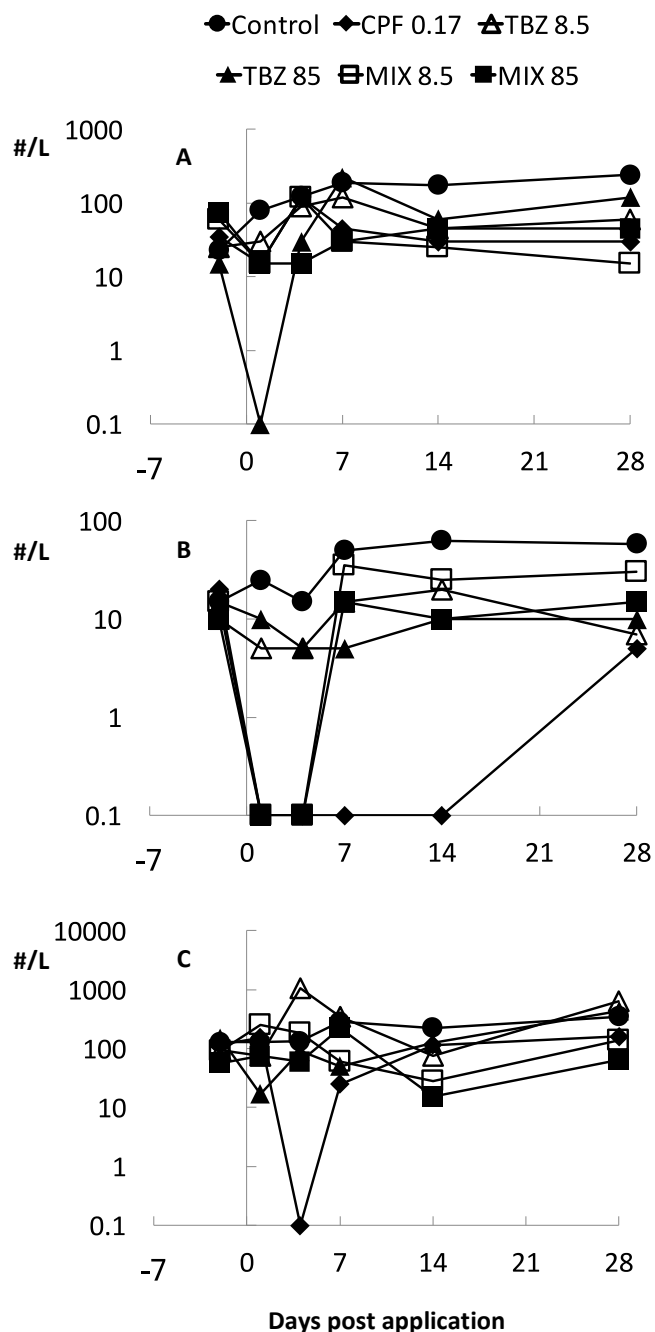 Control CPF 0.17 TBZ 8.5
TBZ 85 MIX 8.5 MIX 85
#/L
A
1000
100
10
1
0.1
-7 0 7 14 21 28
#/L
B
100
10
1
0.1
-7 0 7 14 21 28
#/L
C
10000
1000
100
10
1
0.1
-7 0 7 14 21 28
Days post application